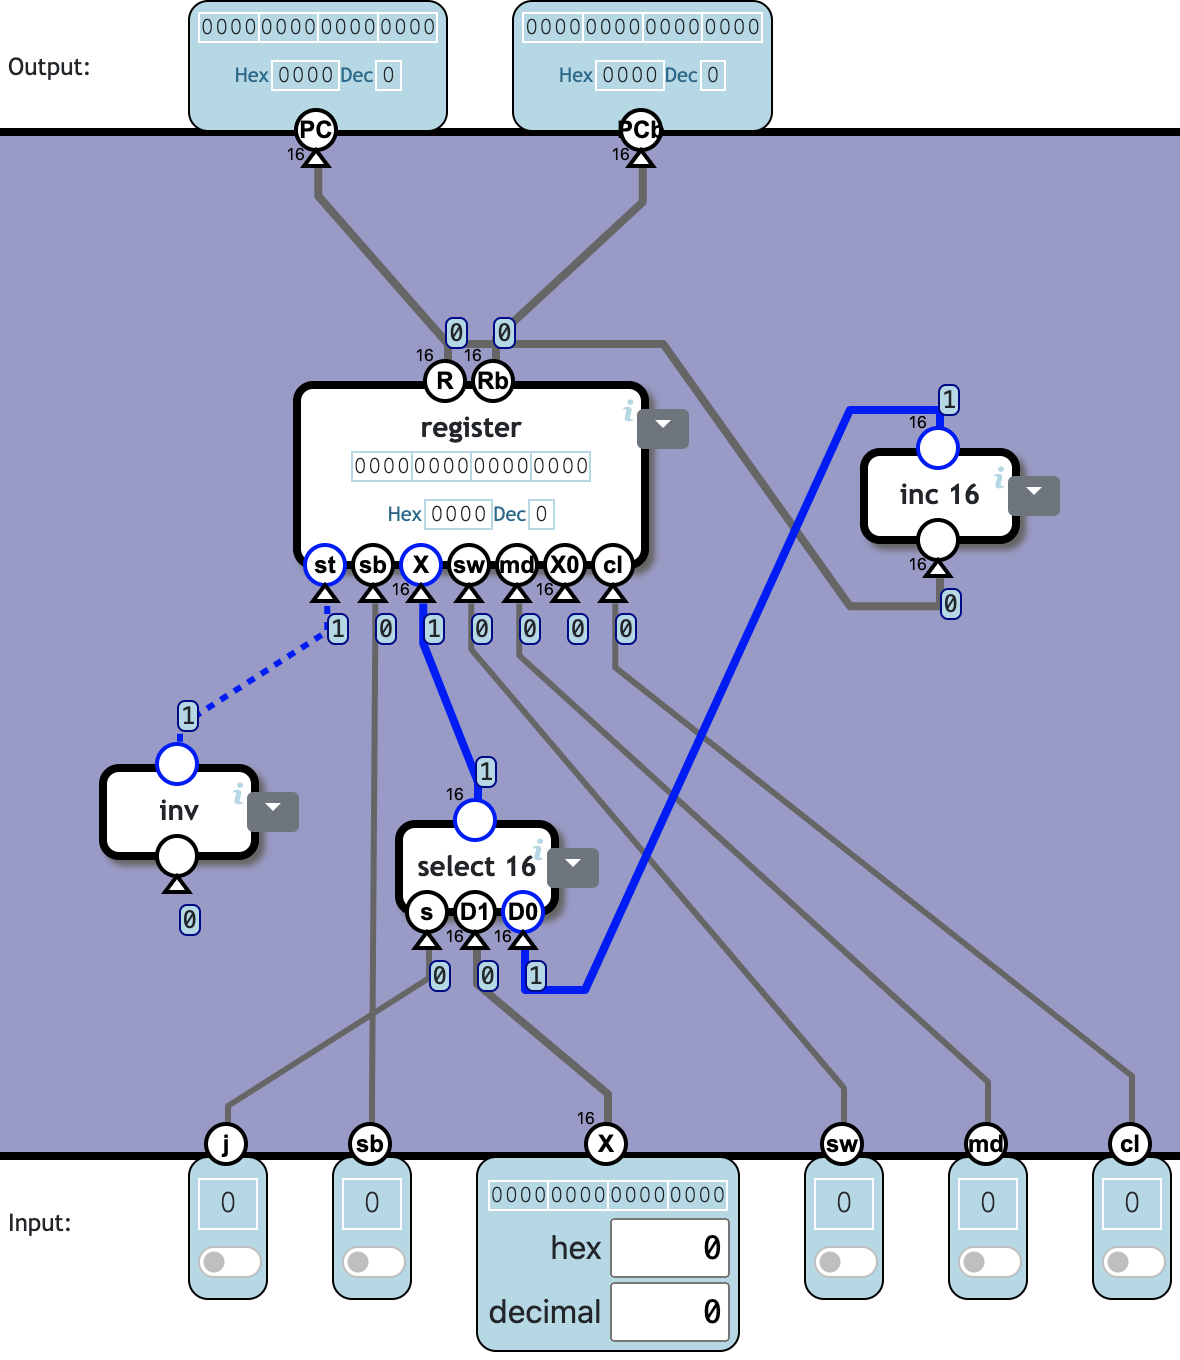 0000 0000 0000 0000
0000 0000 0000 0000
Output:
Hex 0000 Dec 0
Hex 0000 Dec 0
PC
PCb
16
16
0
0
16
16
R
Rb
1
16
i
register
0000 0000 0000 0000
i
inc 16
Hex 0000 Dec 0
st
sb
X
sw
md
X0
cl
16
16
16
1
0
1
0
0
0
0
0
1
1
16
i
inv
i
select 16
s
D1
D0
0
16
16
0
0
1
16
j
sb
X
sw
md
cl
0
0
0000 0000 0000 0000
0
0
0
Input:
hex 0
decimal 0